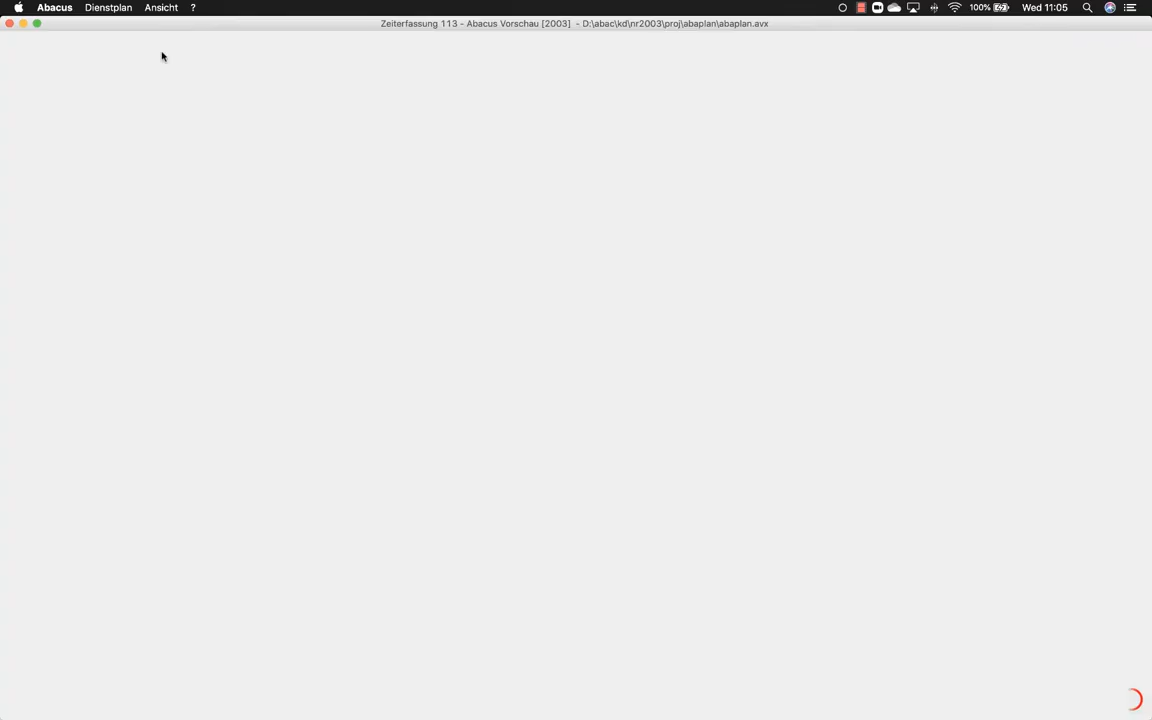 Abacus Dienstplan Ansicht ? 100% Wed 11:05
Zeiterfassung 113 - Abacus Vorschau [2003] - D:\abac\kd\nr2003\proj\abaplan\abaplan.avx